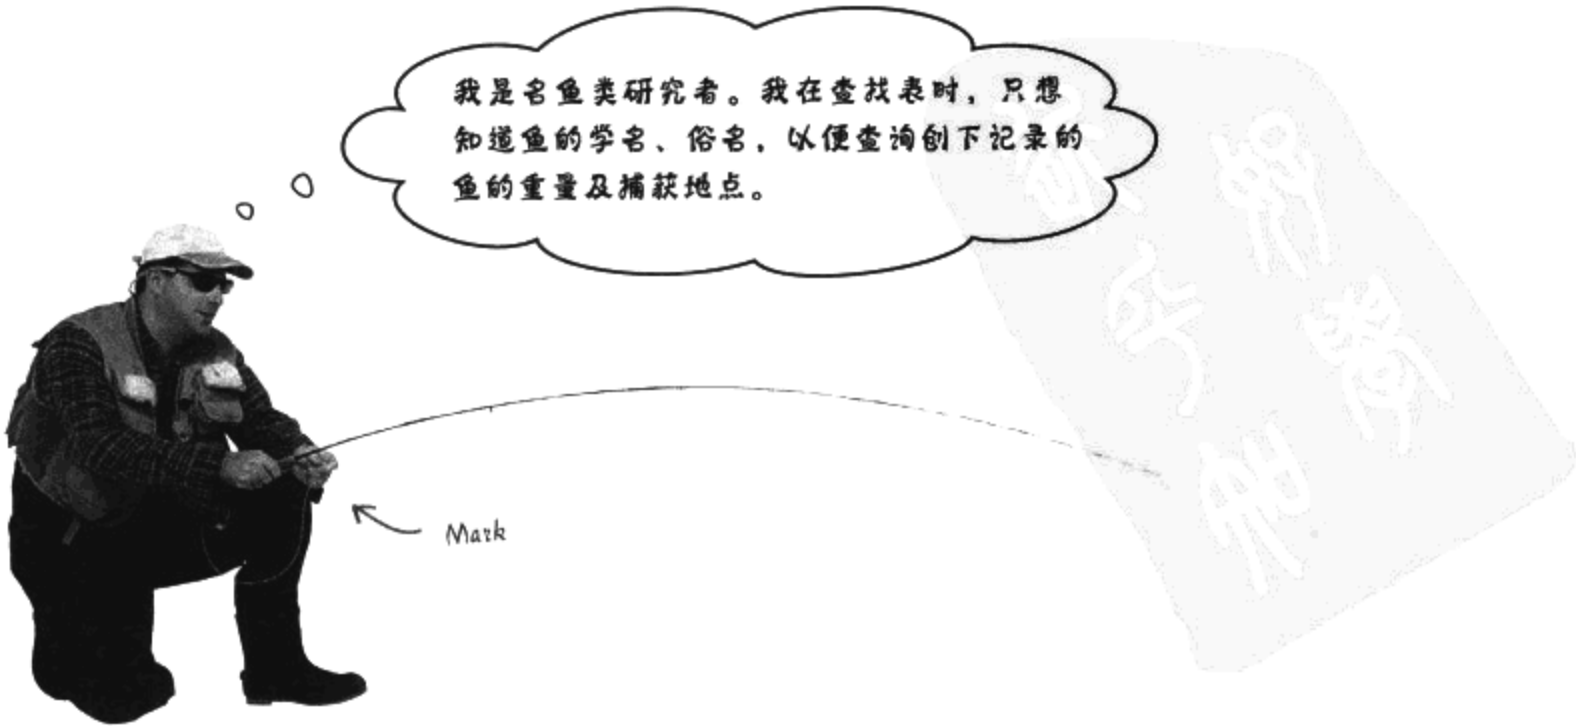 我是名鱼类研究者。我在查找表时，只想
知道鱼的学名、俗名，以便查询创下记录的
鱼的重量及捕获地点。
Mark